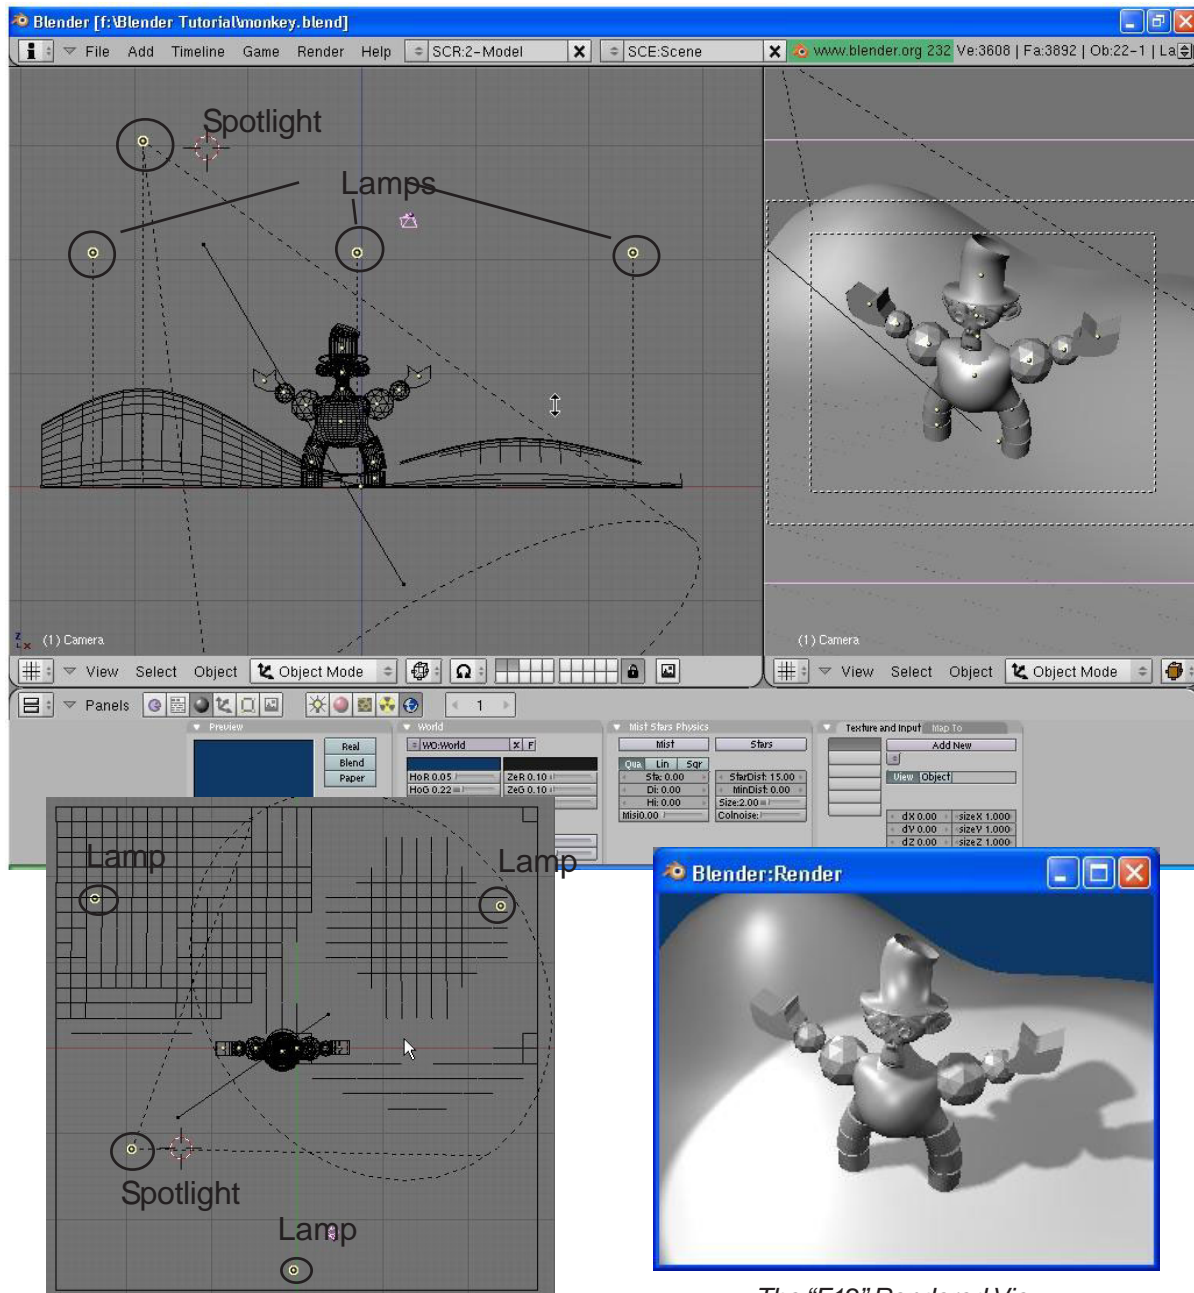 Blender [f:\Blender Tutorial\monkey.blend]
File Add Timeline Game Render Help SCR:2-Model SCE:Scene www.blender.org 232 Ve:3608 | Fa:3892 | Ob:22-1 | La
Spotlight
Lamps
Z
X
(1) Camera
(1) Camera
View Select Object Object Mode
View Select Object Object Mode
Panels 1
Preview
World
Mist Stars Physics
Texture and Input Map To
Real
Blend
Paper
WO:World X F
HoR 0.05 ZeR 0.10
HoG 0.22 ZeG 0.10
Mist Stars
Qua Lin Sqr
Sta: 0.00 StarDist: 15.00
Di: 0.00 MinDist: 0.00
Hi: 0.00 Size:2.00
Misi0.00 Colnoise:
Add New
View Object
dX 0.00 sizeX 1.000
dY 0.00 sizeY 1.000
dZ 0.00 sizeZ 1.000
Lamp
Lamp
Spotlight
Lamp
Blender:Render
The "F12" Rendered Vie